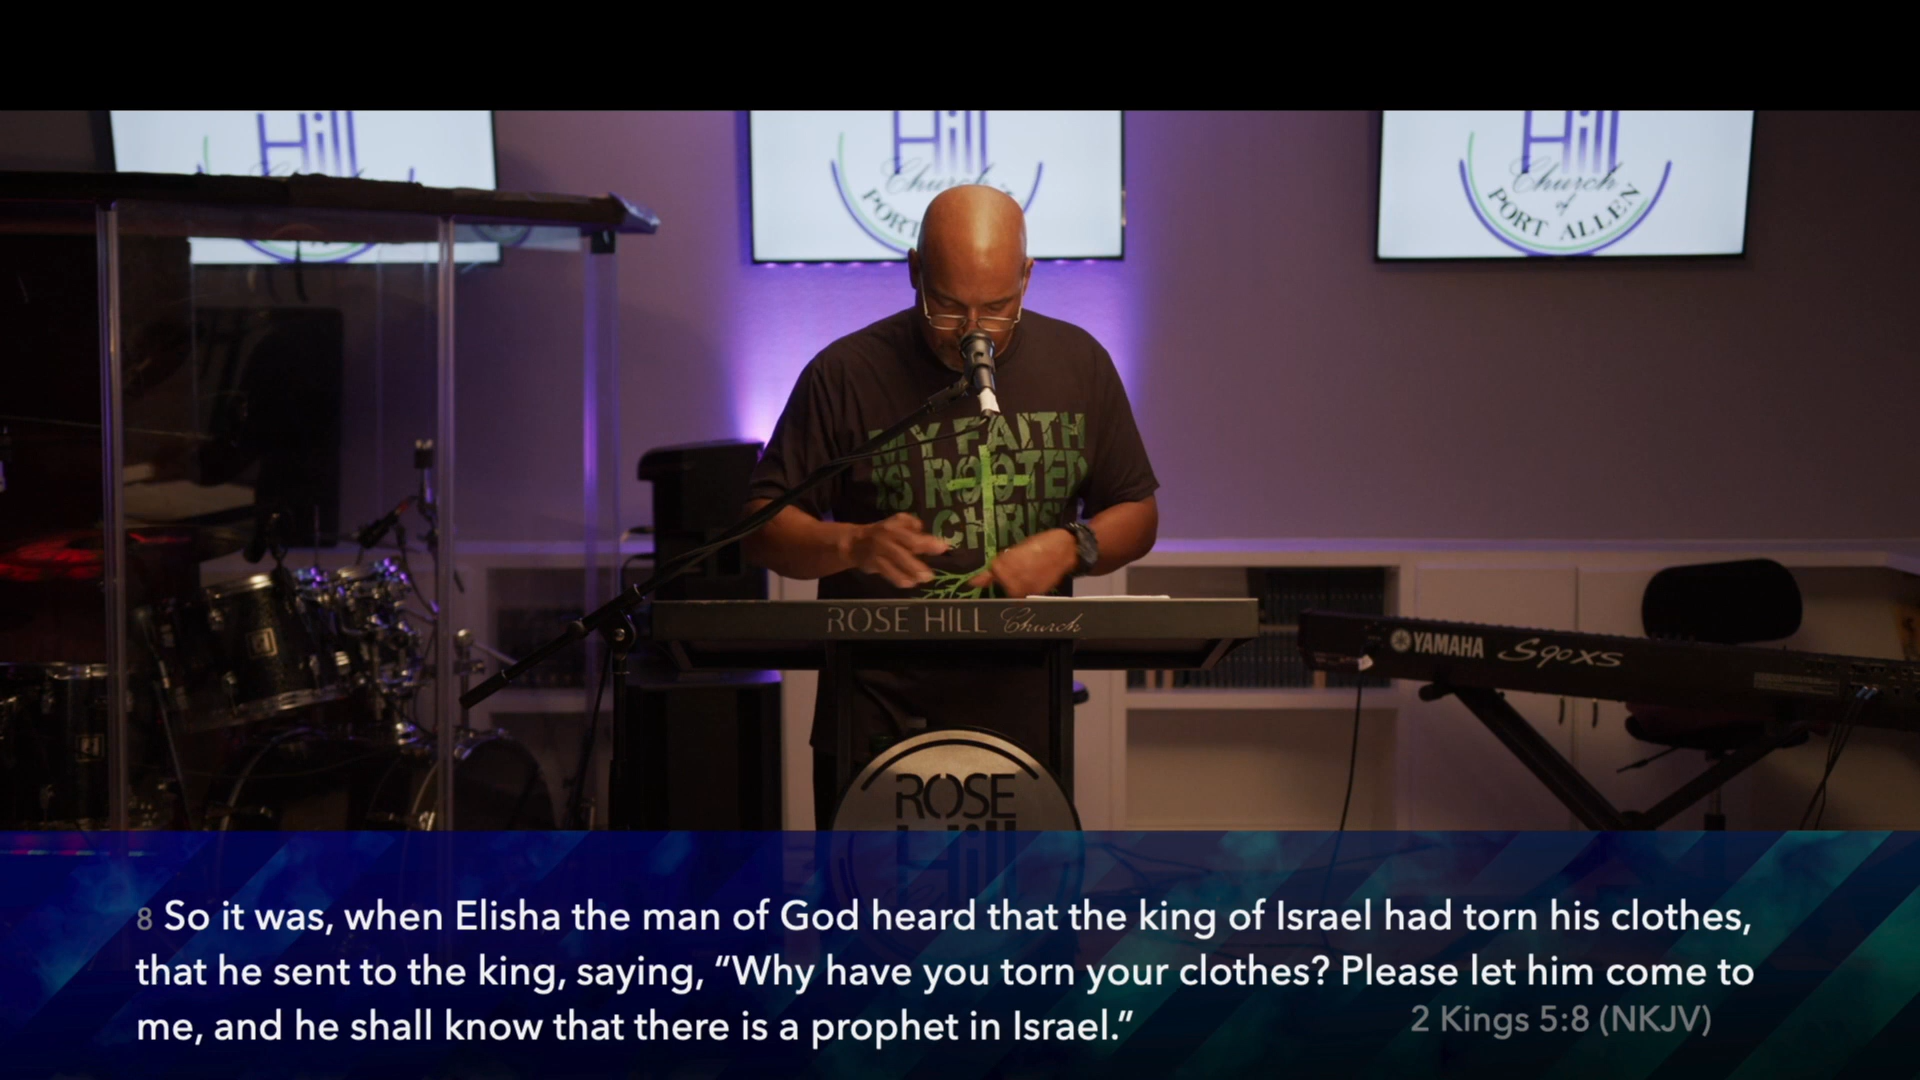 Hill
Hill
Church
PORT
Hill
Church
of
PORT ALLEN
MY FAITH
IS ROOTED
CHRIS
ROSE HILL Church
YAMAHA S90XS
ROSE
Hill
8 So it was, when Elisha the man of God heard that the king of Israel had torn his clothes,
that he sent to the king, saying, “Why have you torn your clothes? Please let him come to
me, and he shall know that there is a prophet in Israel.”
2 Kings 5:8 (NKJV)